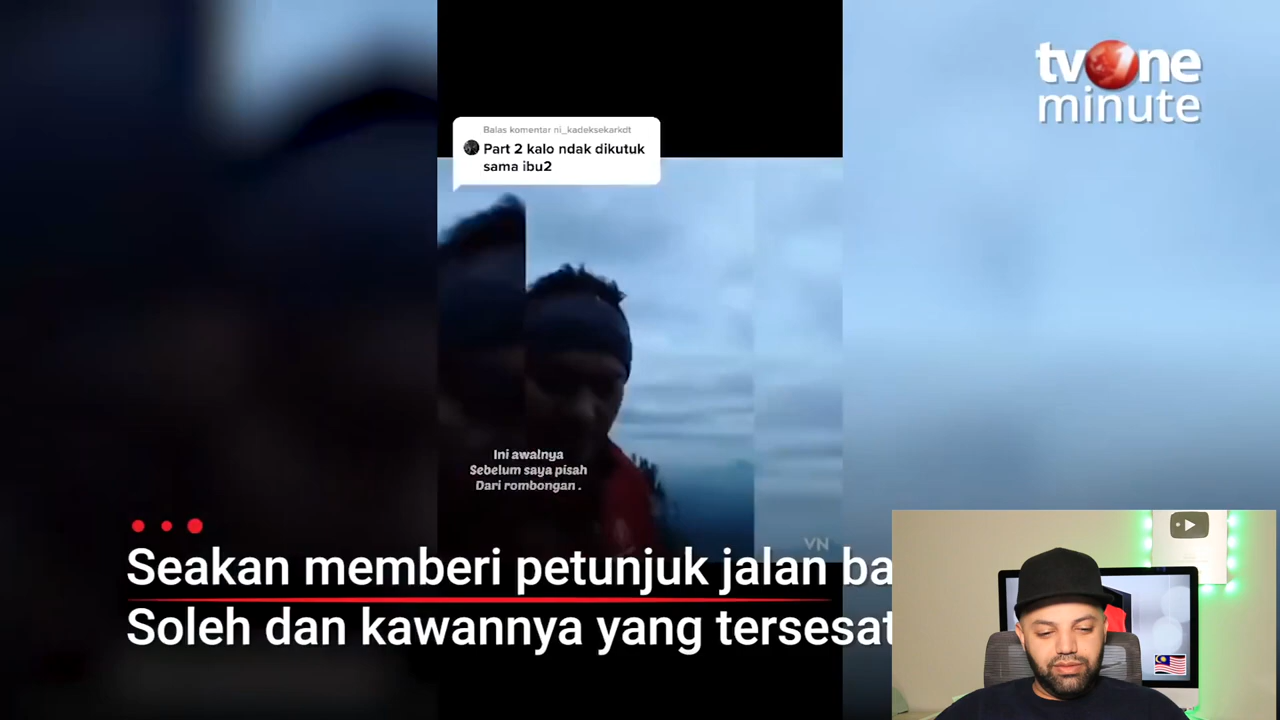 tvOne
minute
Balas komentar ni_kadeksekarkdt
Part 2 kalo ndak dikutuk
sama ibu2
Ini awalnya
Sebelum saya pisah
Dari rombongan .
VN
Seakan memberi petunjuk jalan ba
Soleh dan kawannya yang tersesat